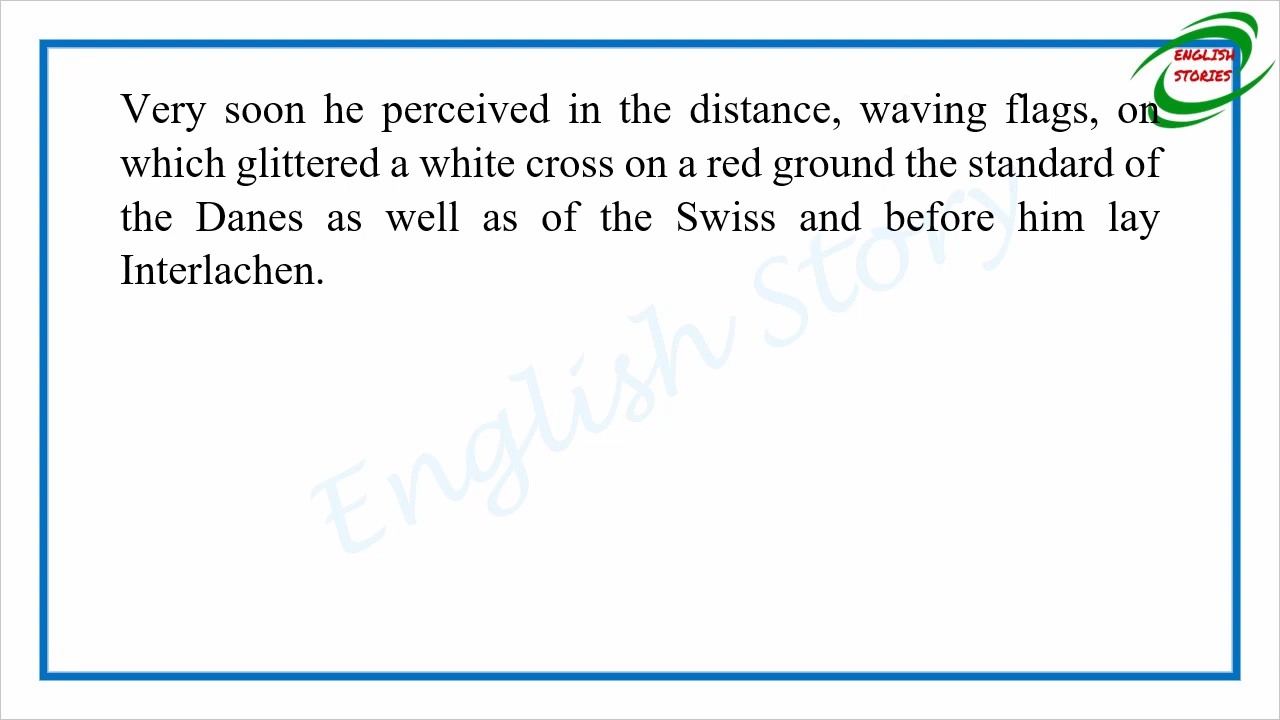 ENGLISH
STORIES
Very soon he perceived in the distance, waving flags, on
which glittered a white cross on a red ground the standard of
the Danes as well as of the Swiss and before him lay
Interlachen.
English Story